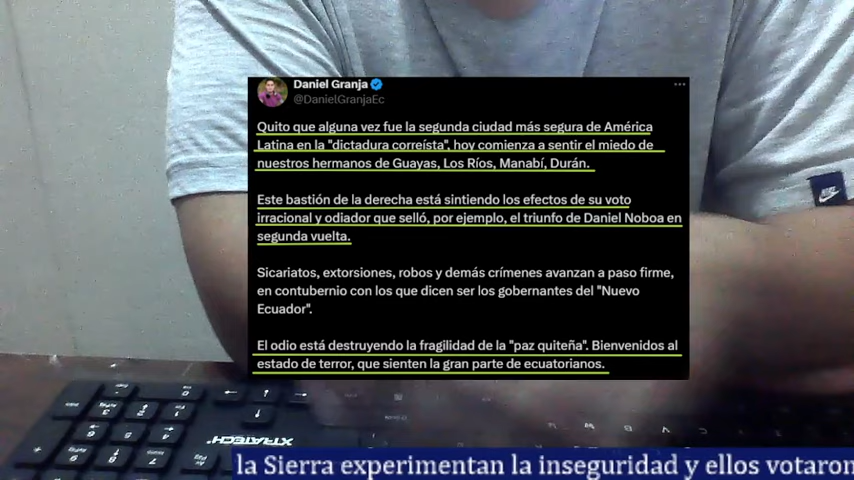 Daniel Granja
@DanielGranjaEc
Quito que alguna vez fue la segunda ciudad más segura de América
Latina en la "dictadura correísta", hoy comienza a sentir el miedo de
nuestros hermanos de Guayas, Los Ríos, Manabí, Durán.
Este bastión de la derecha está sintiendo los efectos de su voto
irracional y odiador que selló, por ejemplo, el triunfo de Daniel Noboa en
segunda vuelta.
Sicariatos, extorsiones, robos y demás crímenes avanzan a paso firme,
en contubernio con los que dicen ser los gobernantes del "Nuevo
Ecuador".
El odio está destruyendo la fragilidad de la "paz quiteña". Bienvenidos al
estado de terror, que sienten la gran parte de ecuatorianos.
XTRATECH
la Sierra experimentan la inseguridad y ellos votaron